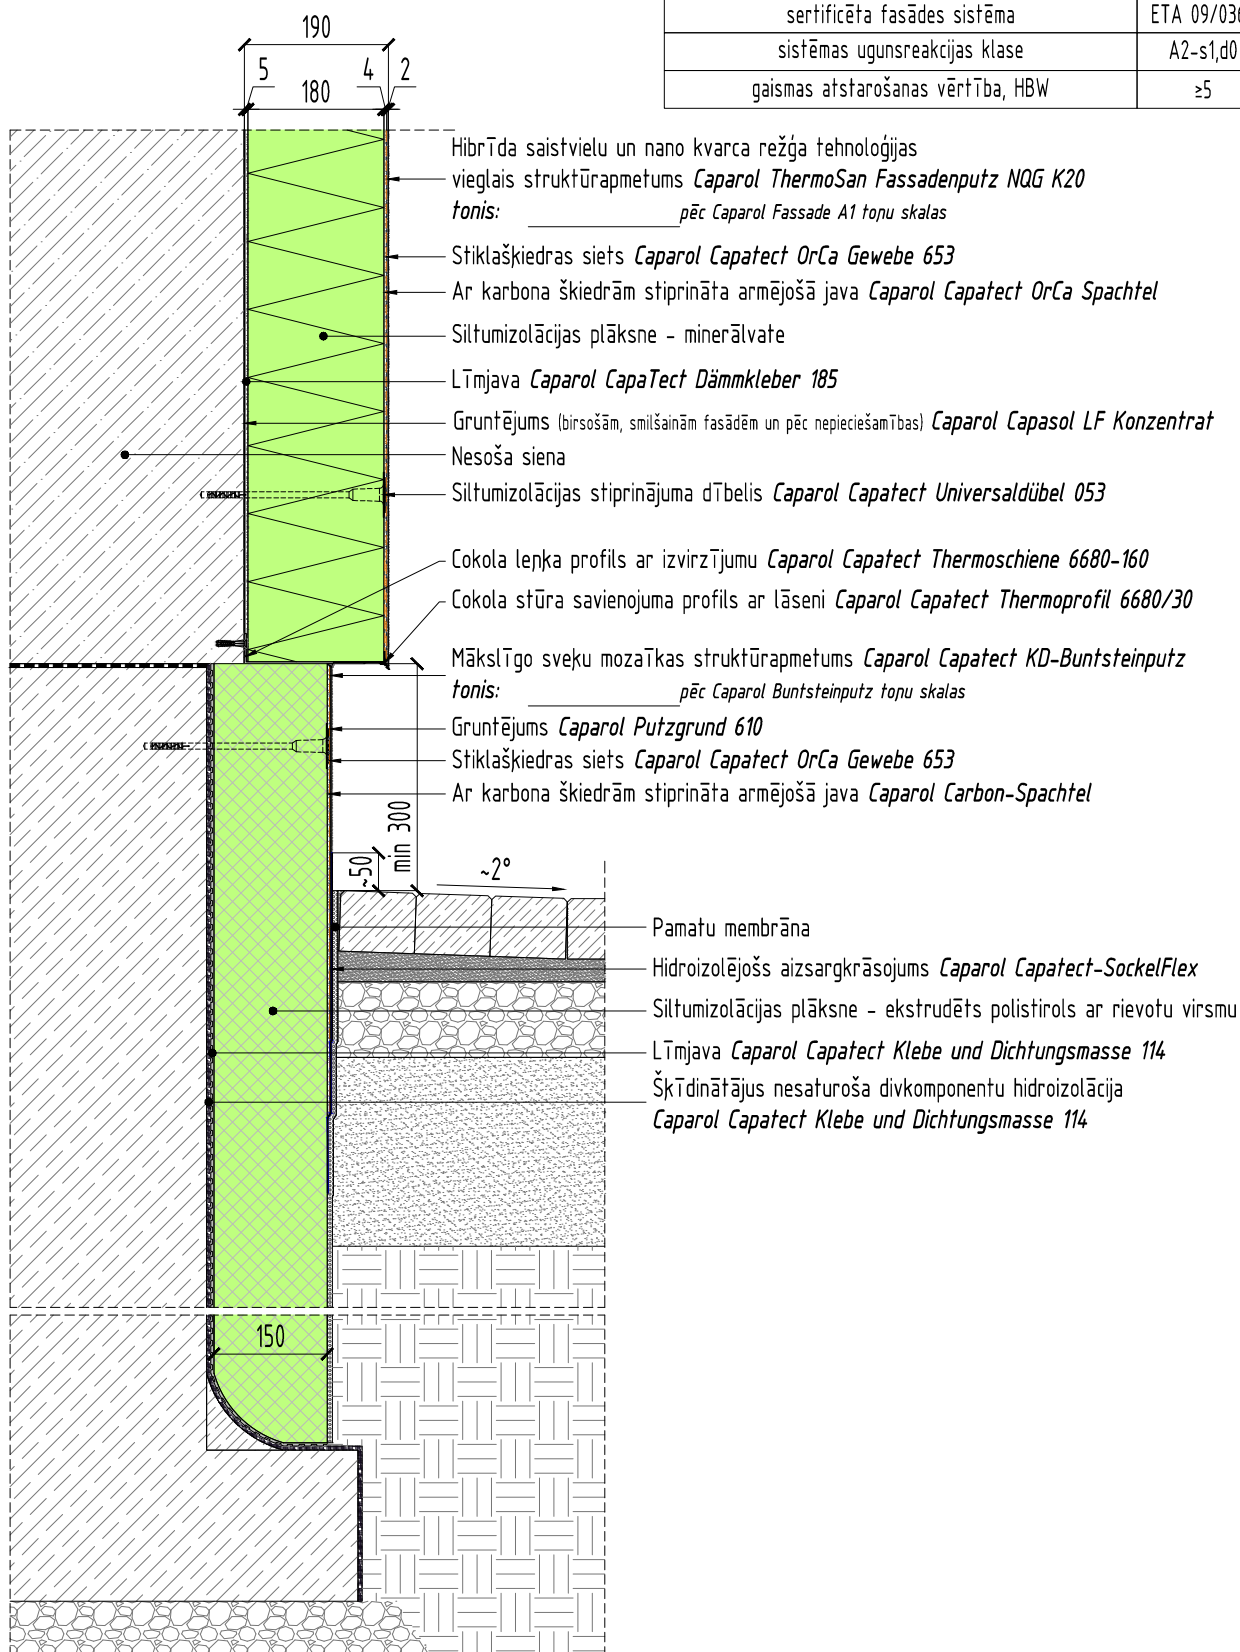 sertificēta fasādes sistēma ETA 09/036
sistēmas ugunsreakcijas klase A2-s1,d0
gaismas atstarošanas vērtība, HBW ≥5
190
5 4 2
180
Hibrīda saistvielu un nano kvarca režģa tehnoloģijas
vieglais struktūrapmetums Caparol ThermoSan Fassadenputz NQG K20
tonis: pēc Caparol Fassade A1 toņu skalas
Stiklašķiedras siets Caparol Capatect OrCa Gewebe 653
Ar karbona škiedrām stiprināta armējošā java Caparol Capatect OrCa Spachtel
Siltumizolācijas plāksne - minerālvate
Līmjava Caparol CapaTect Dämmkleber 185
Gruntējums (birsošām, smilšainām fasādēm un pēc nepieciešamības) Caparol Capasol LF Konzentrat
Nesoša siena
Siltumizolācijas stiprinājuma dībelis Caparol Capatect Universaldübel 053
Cokola leņka profils ar izvirzījumu Caparol Capatect Thermoschiene 6680-160
Cokola stūra savienojuma profils ar lāseni Caparol Capatect Thermoprofil 6680/30
Mākslīgo sveķu mozaīkas struktūrapmetums Caparol Capatect KD-Buntsteinputz
tonis: pēc Caparol Buntsteinputz toņu skalas
Gruntējums Caparol Putzgrund 610
Stiklašķiedras siets Caparol Capatect OrCa Gewebe 653
Ar karbona škiedrām stiprināta armējošā java Caparol Carbon-Spachtel
min 300
~50
~2°
Pamatu membrāna
Hidroizolējošs aizsargkrāsojums Caparol Capatect-SockelFlex
Siltumizolācijas plāksne - ekstrudēts polistirols ar rievotu virsmu
Līmjava Caparol Capatect Klebe und Dichtungsmasse 114
Šķīdinātājus nesaturoša divkomponentu hidroizolācija
Caparol Capatect Klebe und Dichtungsmasse 114
150